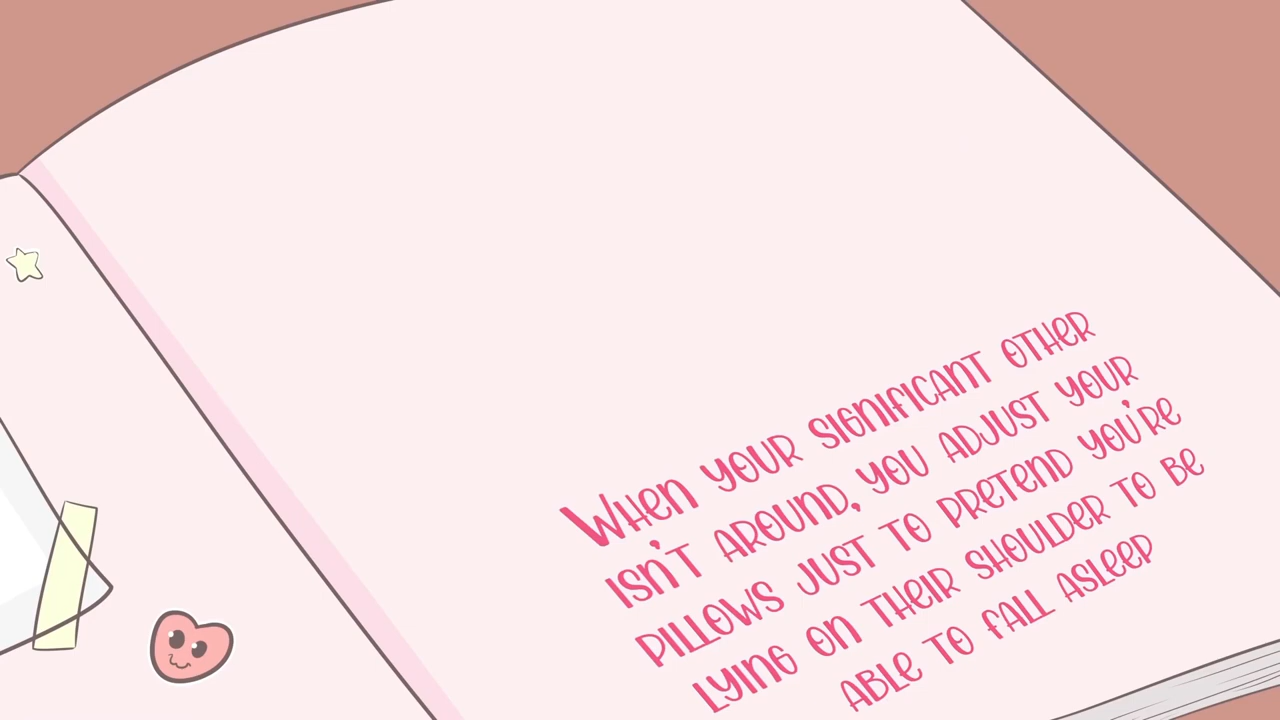 When your significant other
isn't around, you adjust your
pillows just to pretend you're
lying on their shoulder to be
able to fall asleep